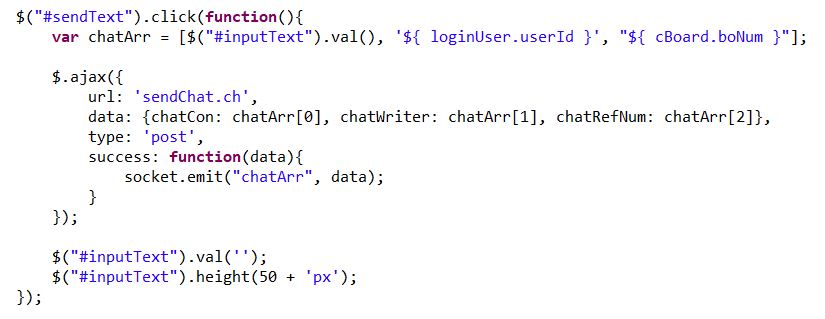 $("#sendText").click(function(){
    var chatArr = [$("#inputText").val(), '${ loginUser.userId }', "${ cBoard.boNum }"];

    $.ajax({
        url: 'sendChat.ch',
        data: {chatCon: chatArr[0], chatWriter: chatArr[1], chatRefNum: chatArr[2]},
        type: 'post',
        success: function(data){
            socket.emit("chatArr", data);
        }
    });

    $("#inputText").val('');
    $("#inputText").height(50 + 'px');
});